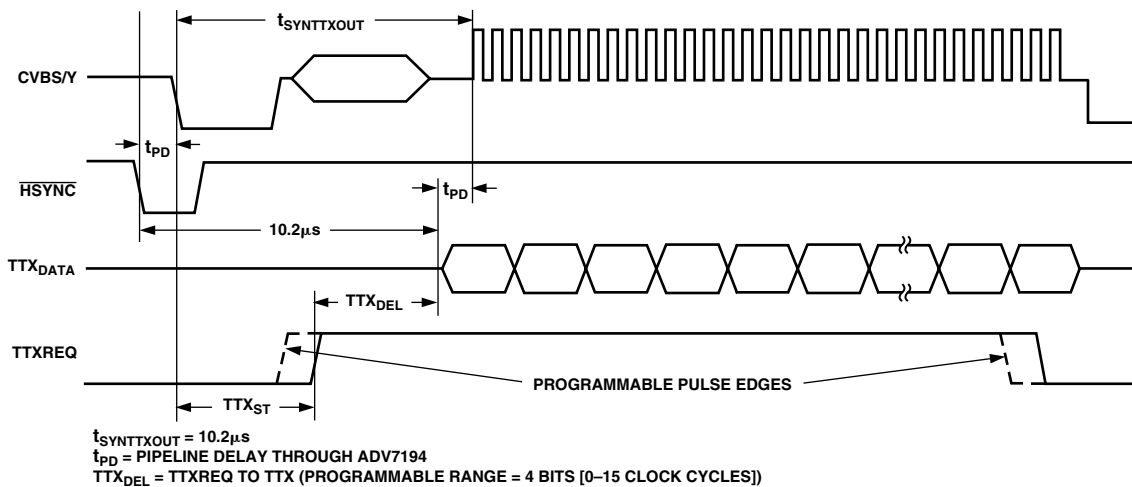 tSYNTTXOUT
CVBS/Y
tPD
HSYNC
tPD
10.2μs
TTXDATA
TTXDEL
TTXREQ
PROGRAMMABLE PULSE EDGES
TTXST
tSYNTTXOUT = 10.2μs
tPD = PIPELINE DELAY THROUGH ADV7194
TTXDEL = TTXREQ TO TTX (PROGRAMMABLE RANGE = 4 BITS [0–15 CLOCK CYCLES])